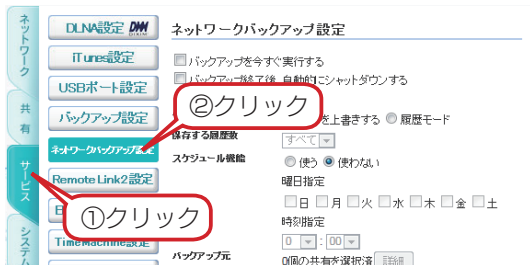 ネットワーク
共有
サービス
システム
DLNA設定
iTunes設定
USBポート設定
バックアップ設定
ネットワークバックアップ設定
Remote Link2設定
TimeMachine設定
ネットワークバックアップ設定
バックアップを今すぐ実行する
バックアップ終了後、自動的にシャットダウンする
②クリック
を上書きする 履歴モード
保存する履歴数 すべて
スケジュール機能 使う 使わない
曜日指定
日 月 火 水 木 金 土
①クリック
時刻指定
0 : 00
バックアップ元 0個の共有を選択済 詳細